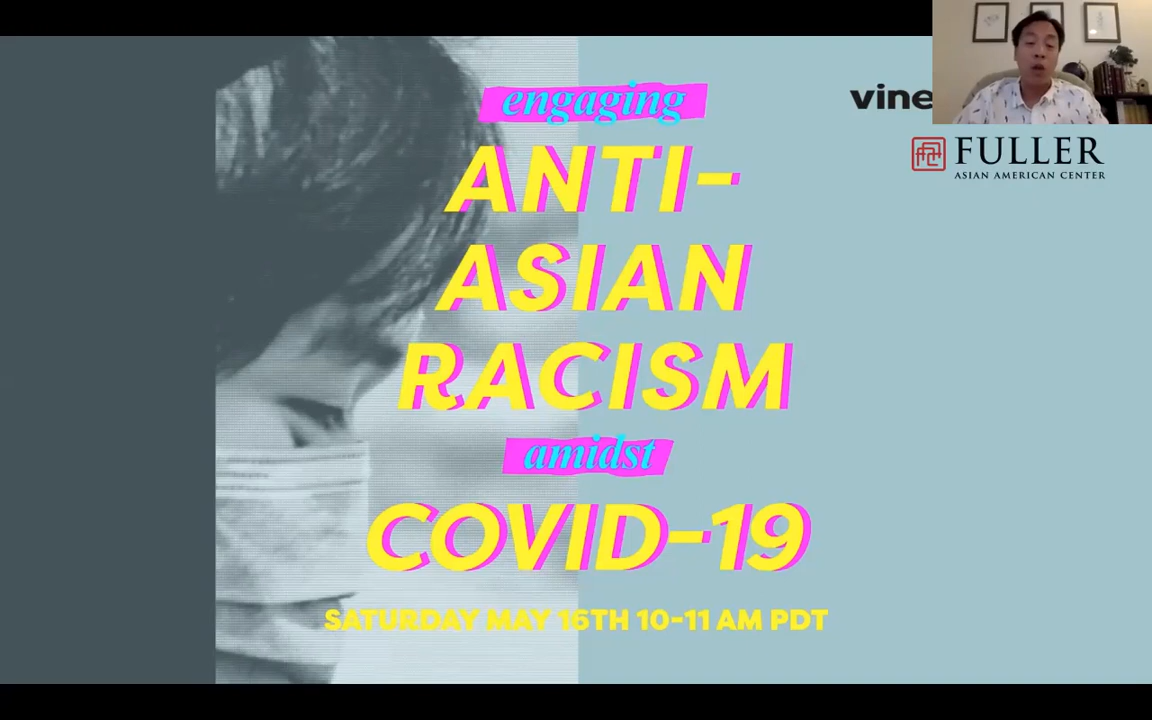 engaging
ANTI-
ASIAN
RACISM
amidst
COVID-19
SATURDAY MAY 16TH 10-11 AM PDT
vine
FULLER
ASIAN AMERICAN CENTER